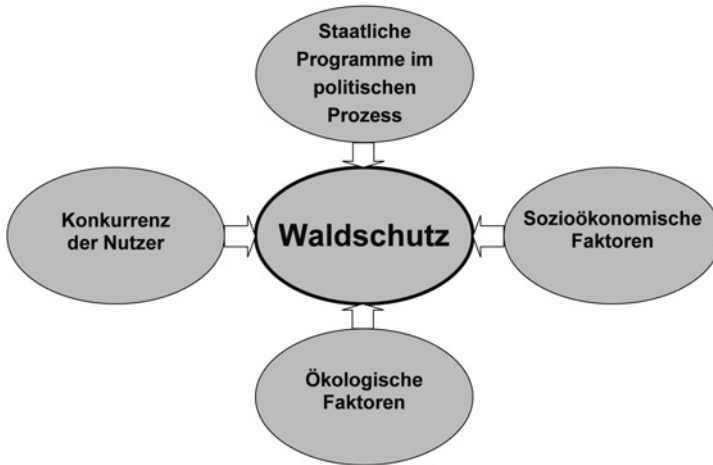 Staatliche
Programme im
politischen
Prozess
Konkurrenz
der Nutzer
Waldschutz
Sozioökonomische
Faktoren
Ökologische
Faktoren